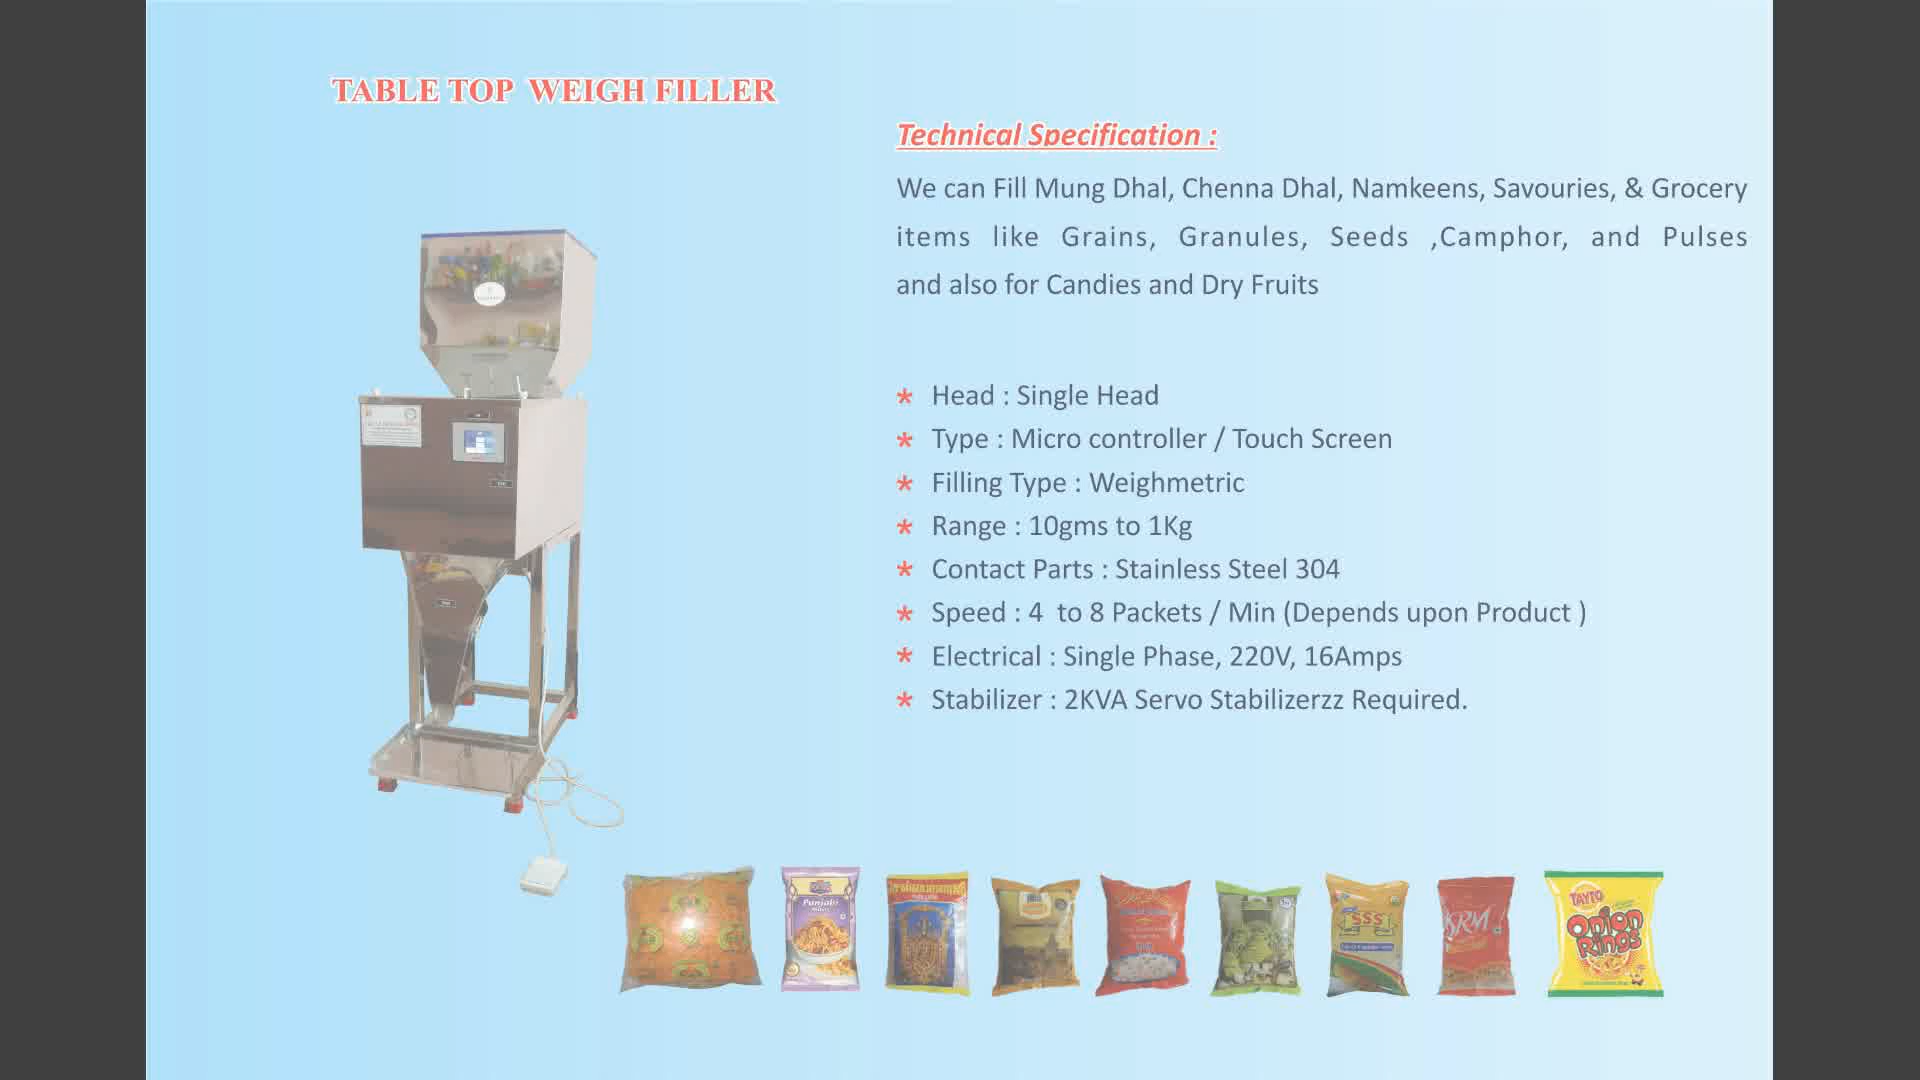 TABLE TOP WEIGH FILLER
Technical Specification :
We can Fill Mung Dhal, Chenna Dhal, Namkeens, Savouries, & Grocery
items like Grains, Granules, Seeds ,Camphor, and Pulses
and also for Candies and Dry Fruits
* Head : Single Head
* Type : Micro controller / Touch Screen
* Filling Type : Weighmetric
* Range : 10gms to 1Kg
* Contact Parts : Stainless Steel 304
* Speed : 4 to 8 Packets / Min (Depends upon Product )
* Electrical : Single Phase, 220V, 16Amps
* Stabilizer : 2KVA Servo Stabilizerzz Required.
Punjabi
SSS
SRM
TAYTO
Onion
Rings